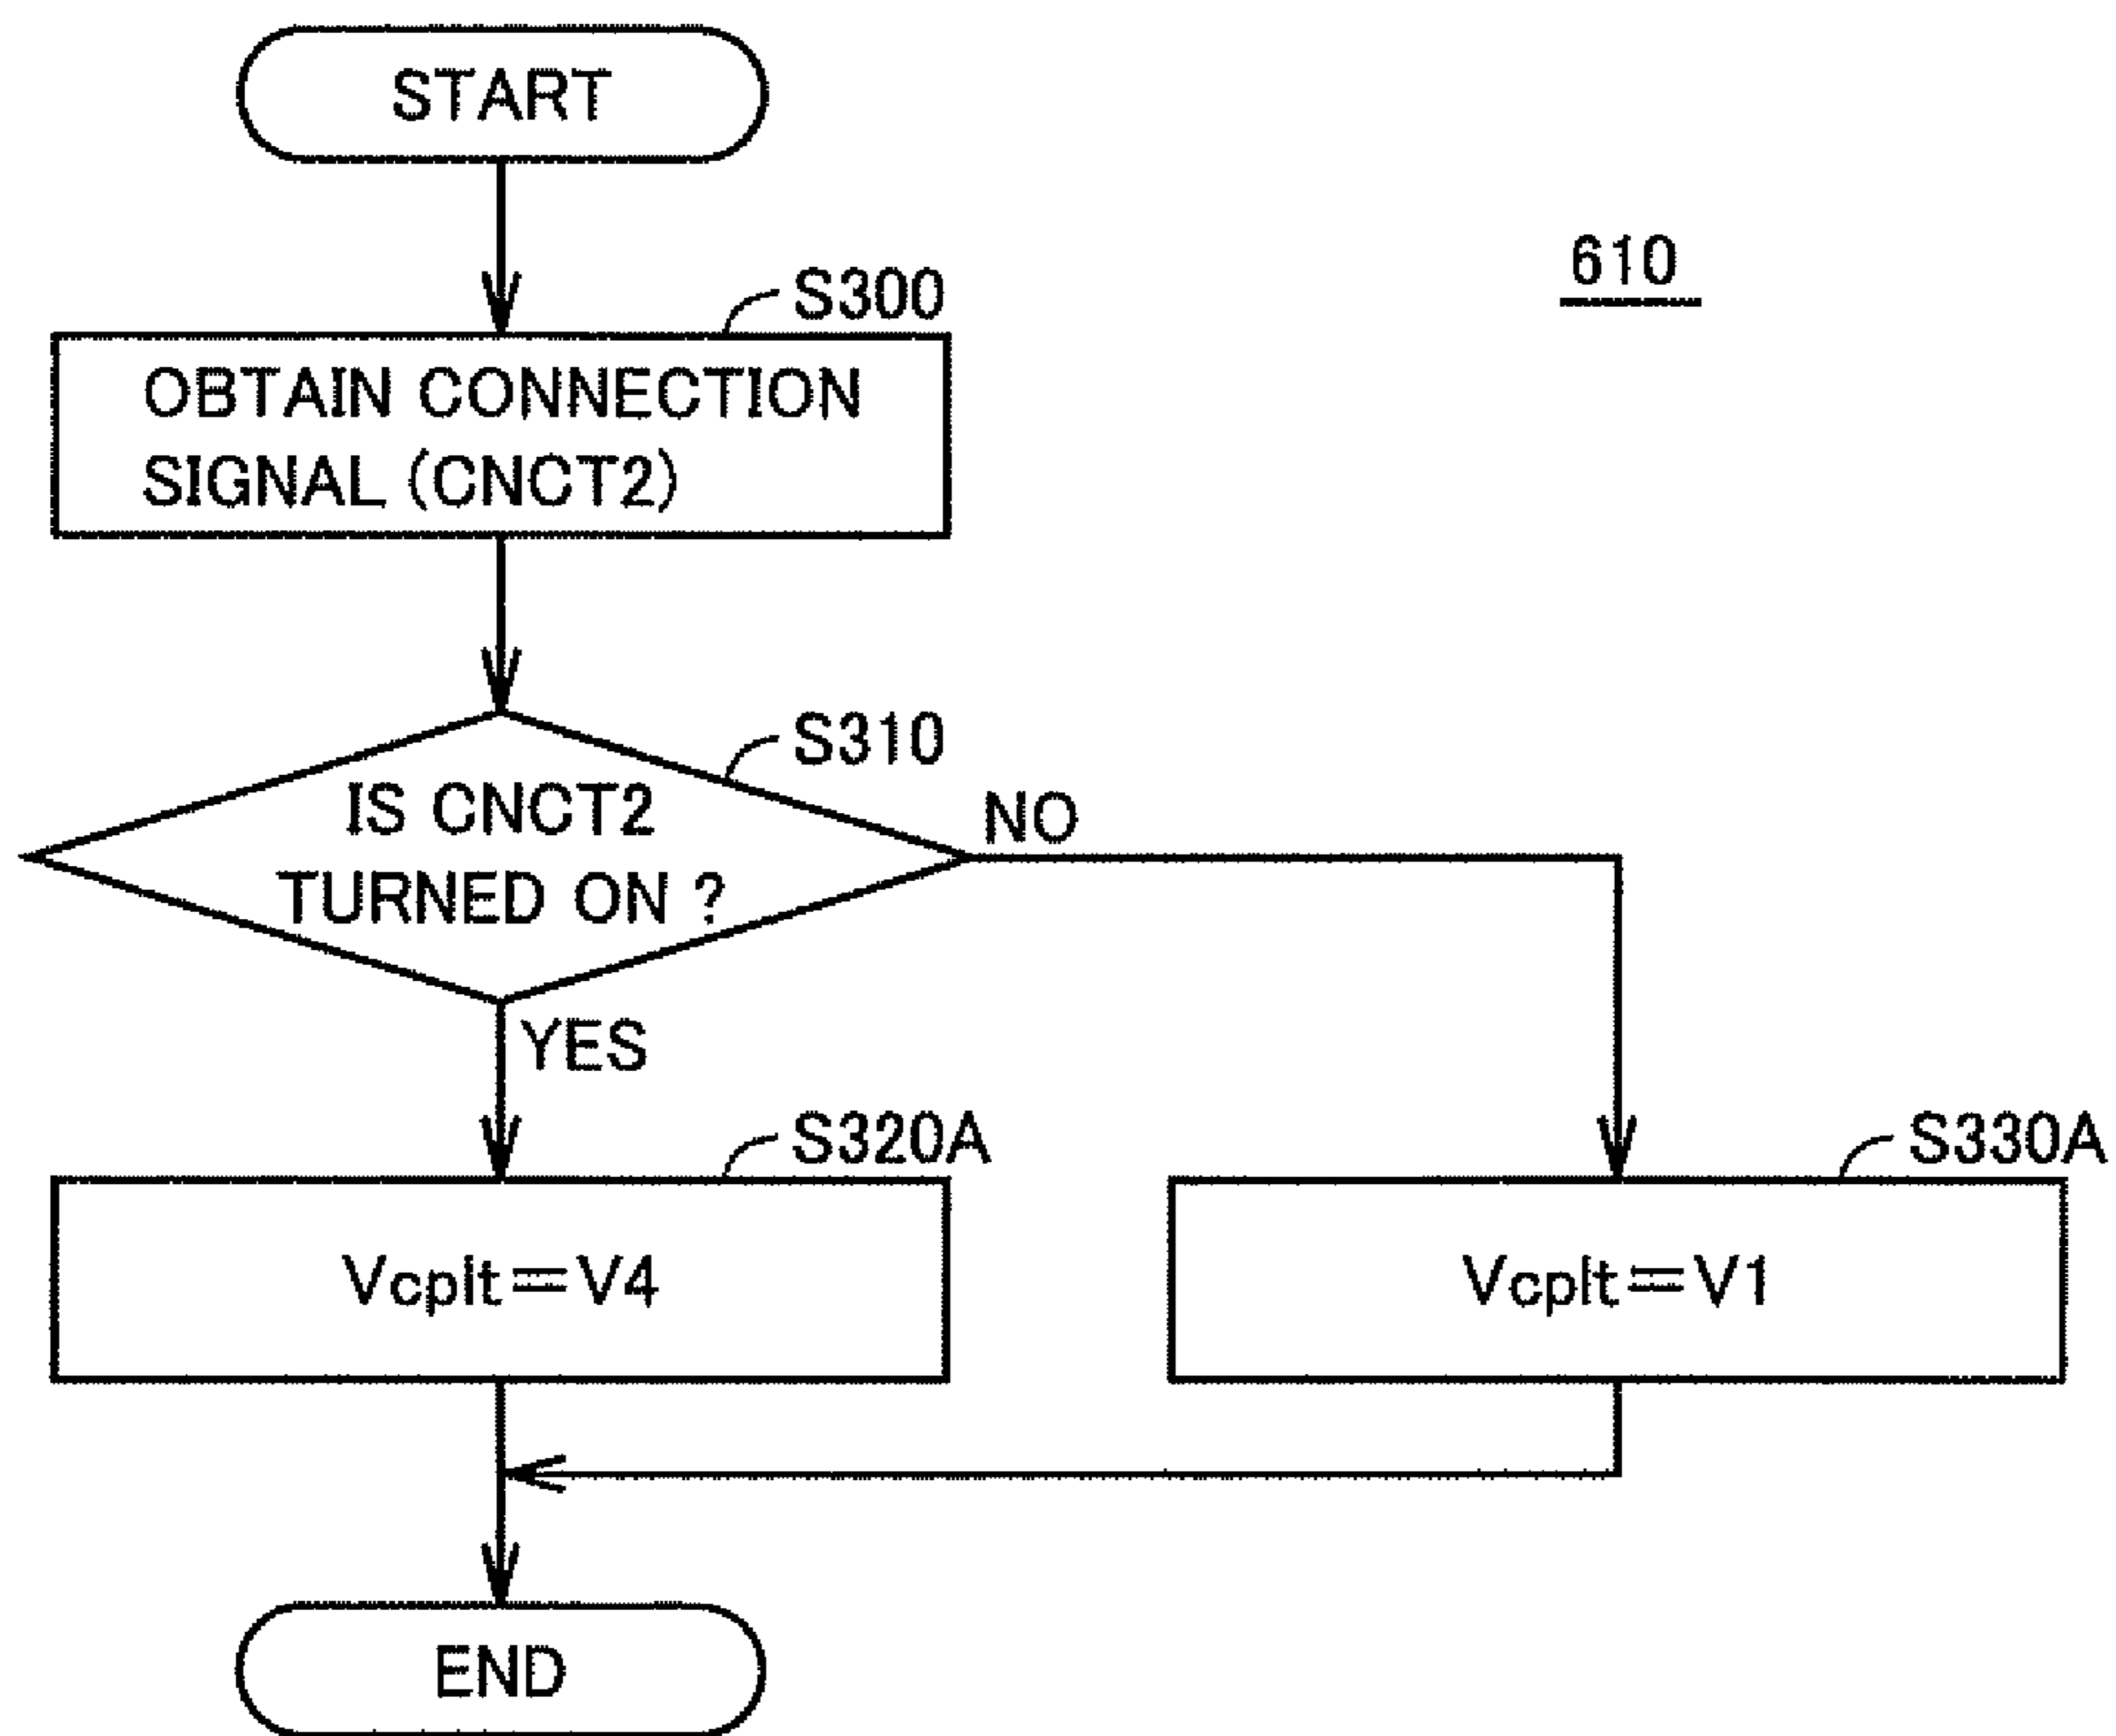 START
610
S300
OBTAIN CONNECTION
SIGNAL (CNCT2)
S310
IS CNCT2
TURNED ON ?
NO
YES
S320A
S330A
Vcplt=V4
Vcplt=V1
END